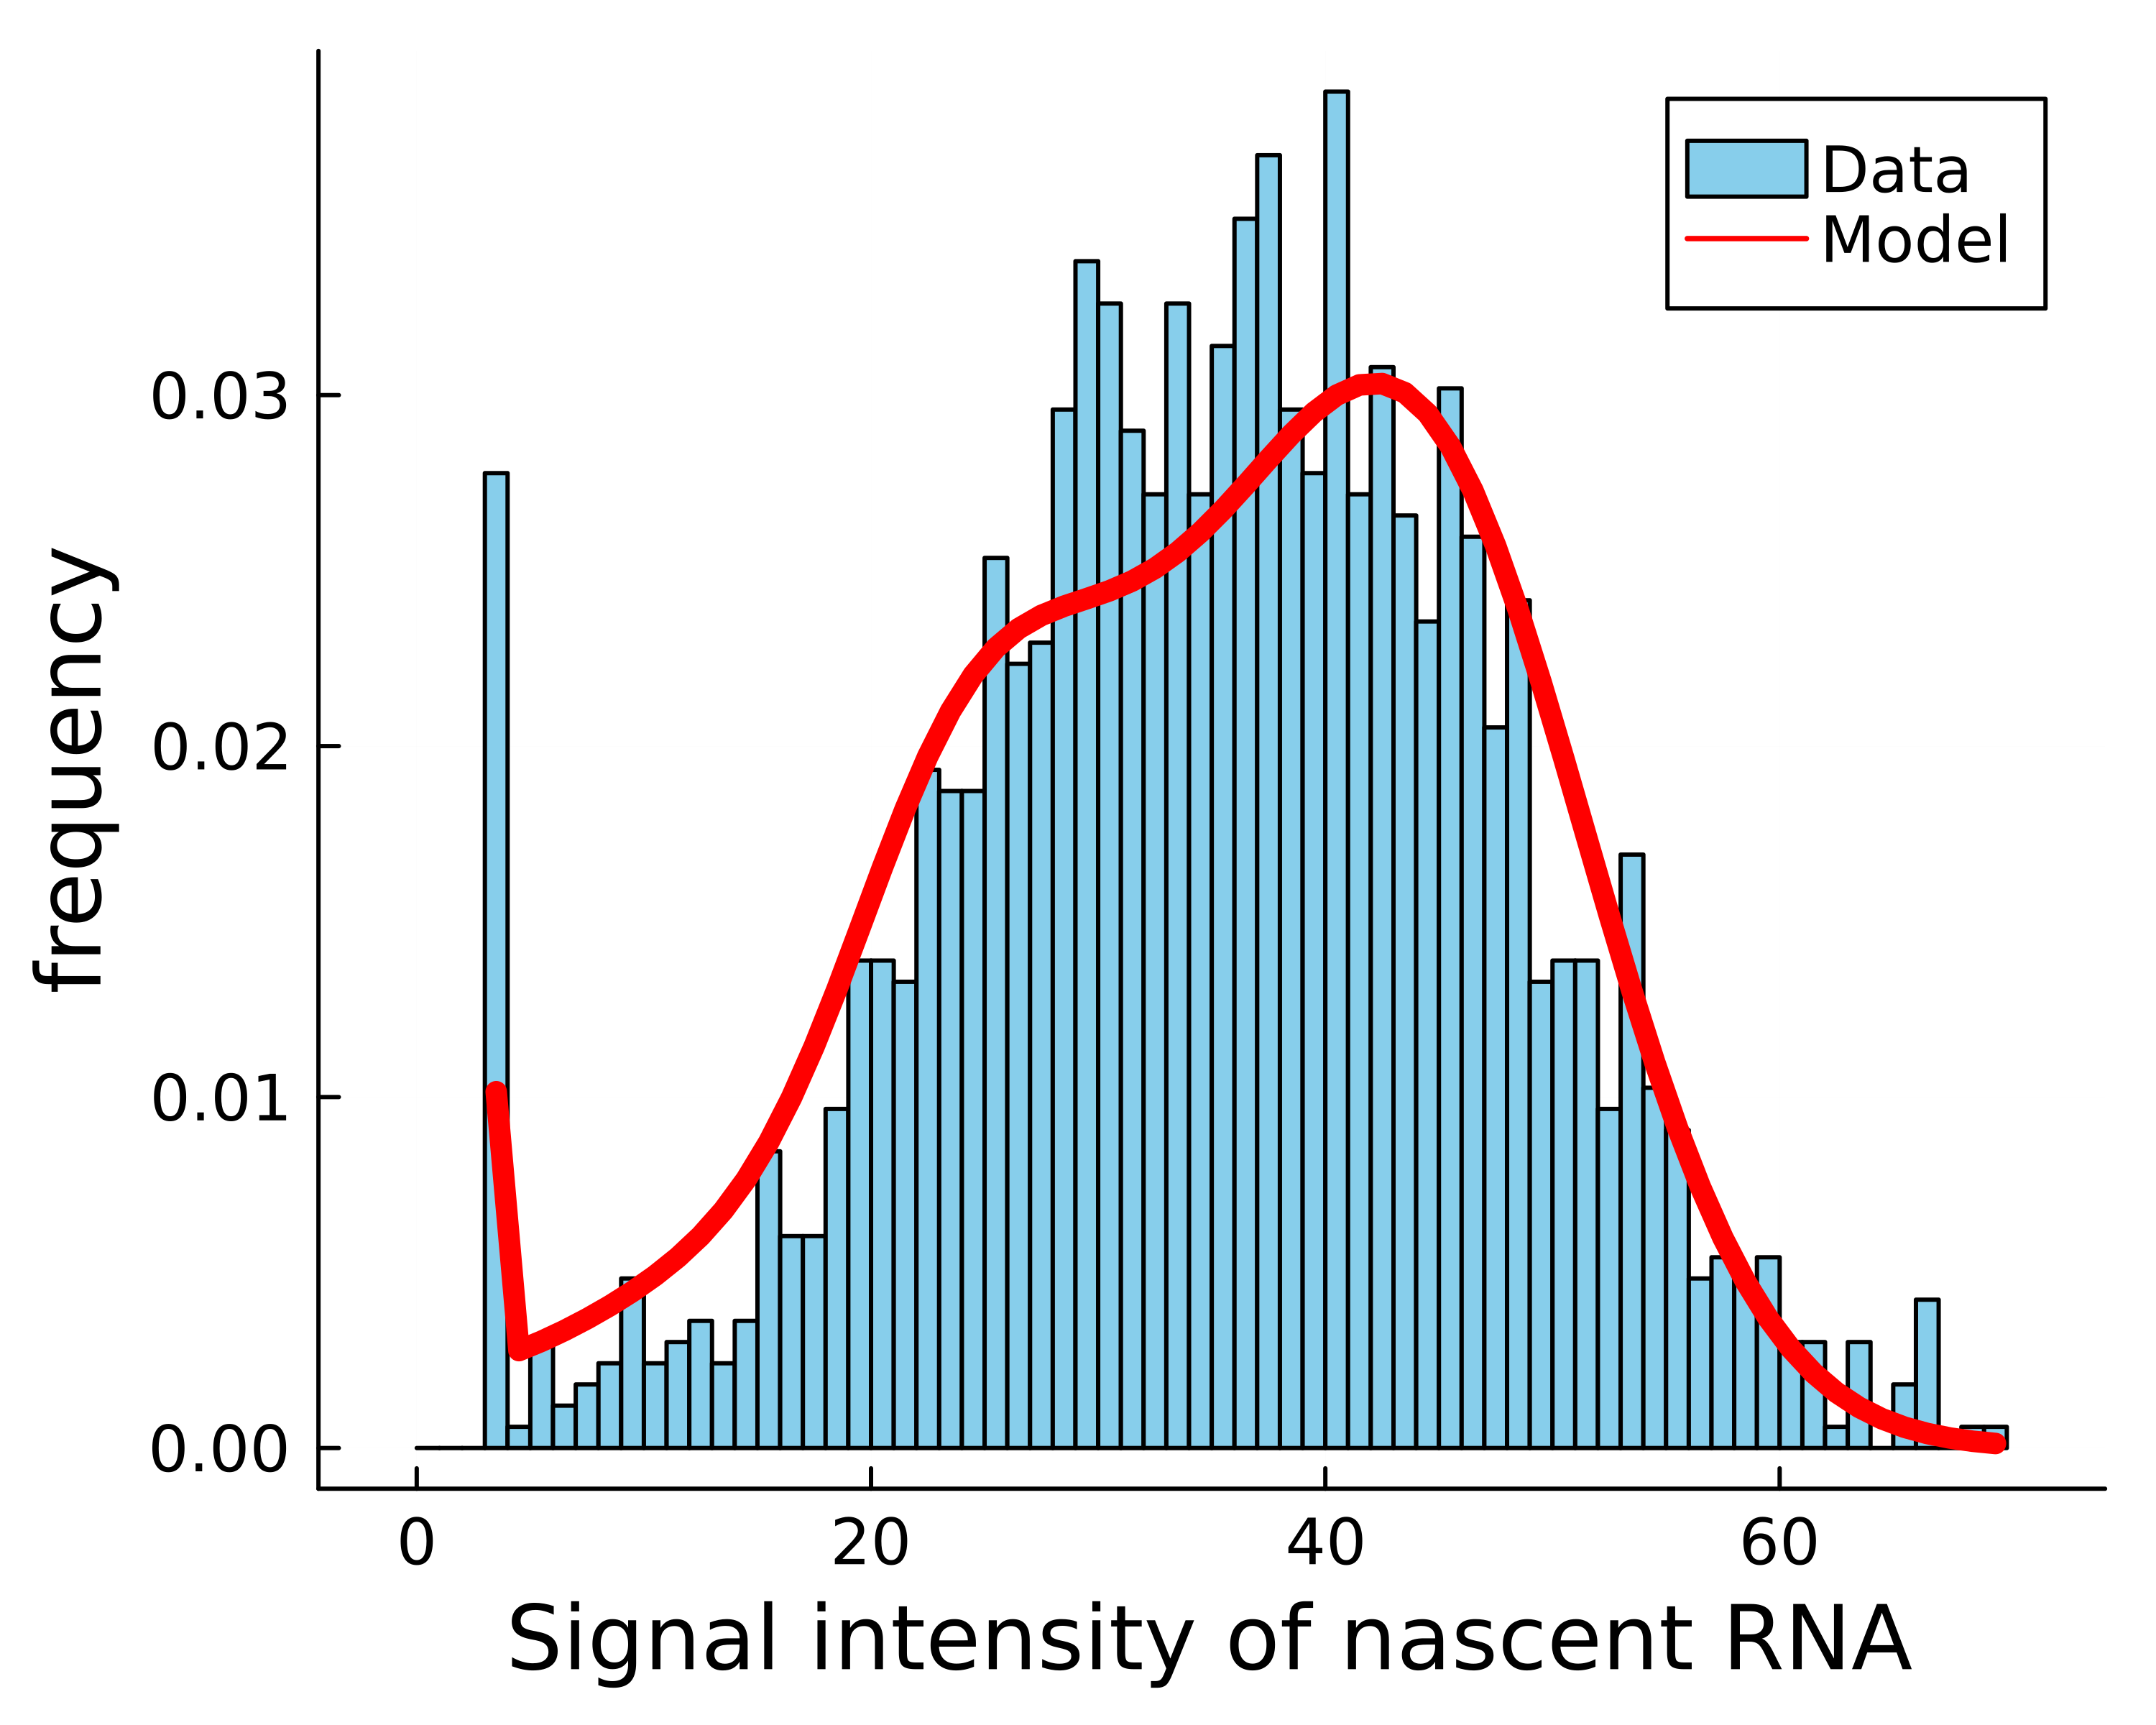 Data
Model
0.03
0.02
0.01
0.00
frequency
0 20 40 60
Signal intensity of nascent RNA